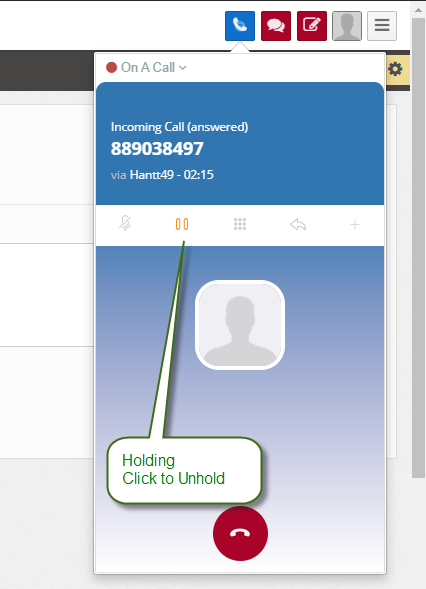 On A Call
Incoming Call (answered)
889038497
via Hantt49 - 02:15
Holding
Click to Unhold